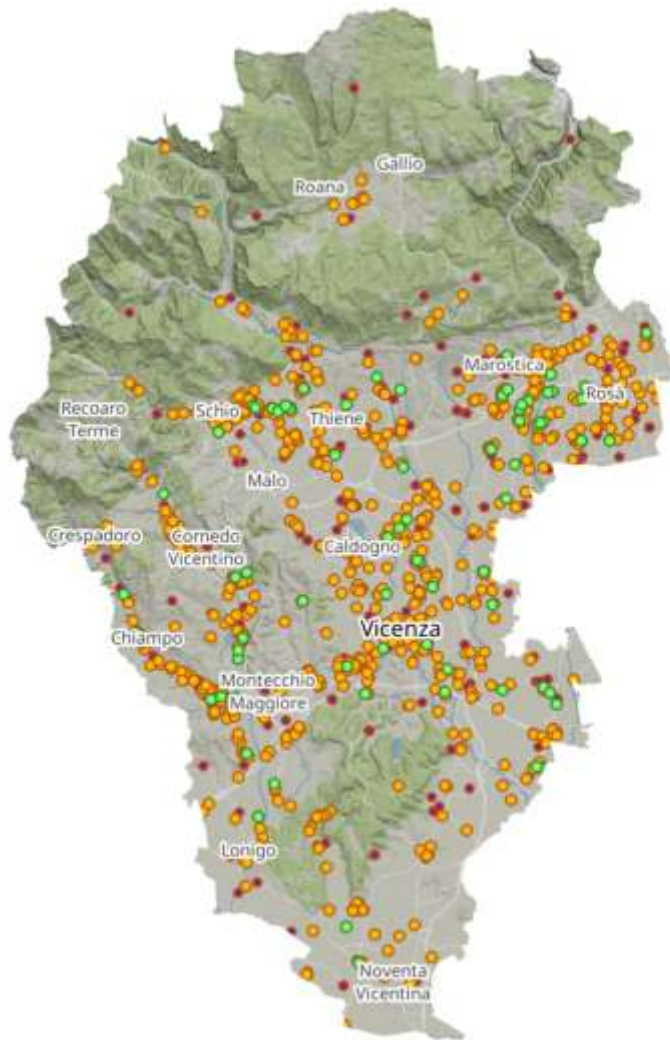 Gallio
Roana
Marostica
Rosà
Recoaro
Terme
Schio
Thiene
Malo
Crespadoro
Cornedo
Vicentino
Caldogno
Chiampo
Vicenza
Montecchio
Maggiore
Lonigo
Noventa
Vicentina